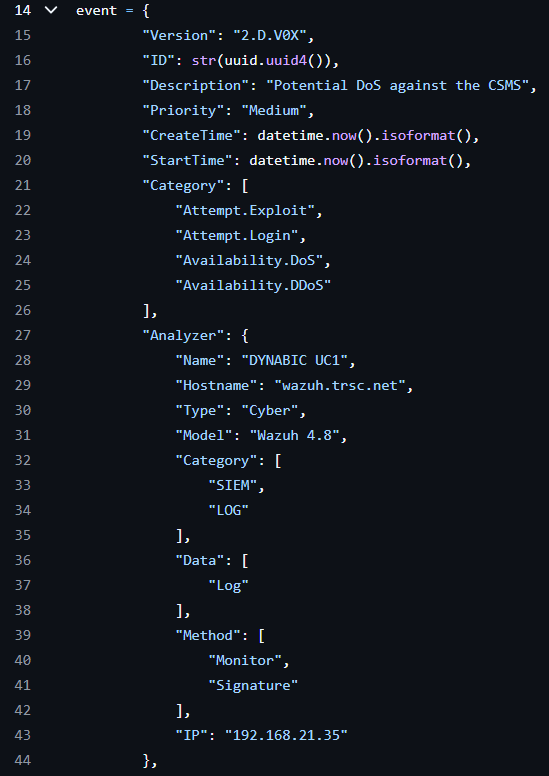 14 event = {
15 "Version": "2.D.V0X",
16 "ID": str(uuid.uuid4()),
17 "Description": "Potential DoS against the CSMS",
18 "Priority": "Medium",
19 "CreateTime": datetime.now().isoformat(),
20 "StartTime": datetime.now().isoformat(),
21 "Category": [
22 "Attempt.Exploit",
23 "Attempt.Login",
24 "Availability.DoS",
25 "Availability.DDoS"
26 ],
27 "Analyzer": {
28 "Name": "DYNABIC UC1",
29 "Hostname": "wazuh.trsc.net",
30 "Type": "Cyber",
31 "Model": "Wazuh 4.8",
32 "Category": [
33 "SIEM",
34 "LOG"
35 ],
36 "Data": [
37 "Log"
38 ],
39 "Method": [
40 "Monitor",
41 "Signature"
42 ],
43 "IP": "192.168.21.35"
44 },